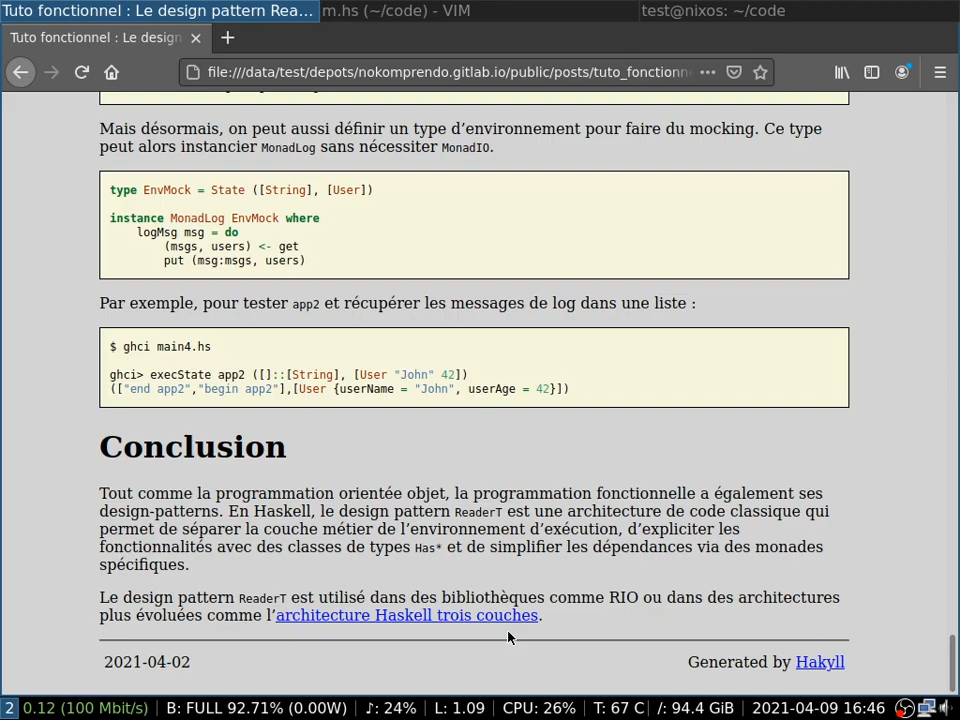 Tuto fonctionnel : Le design pattern Rea... m.hs (~/code) - VIM test@nixos: ~/code
Tuto fonctionnel : Le design
file:///data/test/depots/nokomprendo.gitlab.io/public/posts/tuto_fonctionn
Mais désormais, on peut aussi définir un type d’environnement pour faire du mocking. Ce type
peut alors instancier MonadLog sans nécessiter MonadIO.
type EnvMock = State ([String], [User])
instance MonadLog EnvMock where
    logMsg msg = do
        (msgs, users) <- get
        put (msg:msgs, users)
Par exemple, pour tester app2 et récupérer les messages de log dans une liste :
$ ghci main4.hs
ghci> execState app2 ([]::[String], [User "John" 42])
(["end app2","begin app2"],[User {userName = "John", userAge = 42}])
Conclusion
Tout comme la programmation orientée objet, la programmation fonctionnelle a également ses
design-patterns. En Haskell, le design pattern ReaderT est une architecture de code classique qui
permet de séparer la couche métier de l’environnement d’exécution, d’expliciter les
fonctionnalités avec des classes de types Has* et de simplifier les dépendances via des monades
spécifiques.
Le design pattern ReaderT est utilisé dans des bibliothèques comme RIO ou dans des architectures
plus évoluées comme l’architecture Haskell trois couches.
2021-04-02 Generated by Hakyll
2 0.12 (100 Mbit/s) B: FULL 92.71% (0.00W) ♪: 24% L: 1.09 CPU: 26% T: 67 C /: 94.4 GiB 2021-04-09 16:46